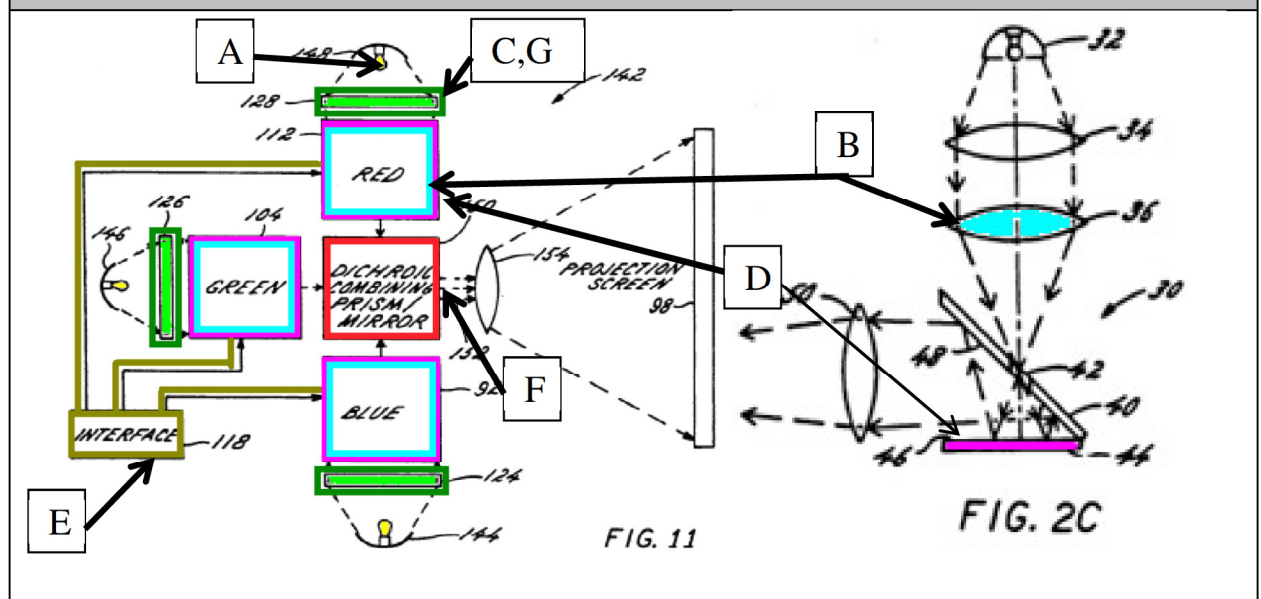 A
148
C,G
142
32
128
112
RED
B
34
126
104
146
GREEN
DICHROIC
COMBINING
PRISM/
MIRROR
154
PROJECTION
SCREEN
98
36
D
30
48
42
152
F
40
BLUE
92
INTERFACE
118
46
44
124
E
144
FIG. 11
FIG. 2C